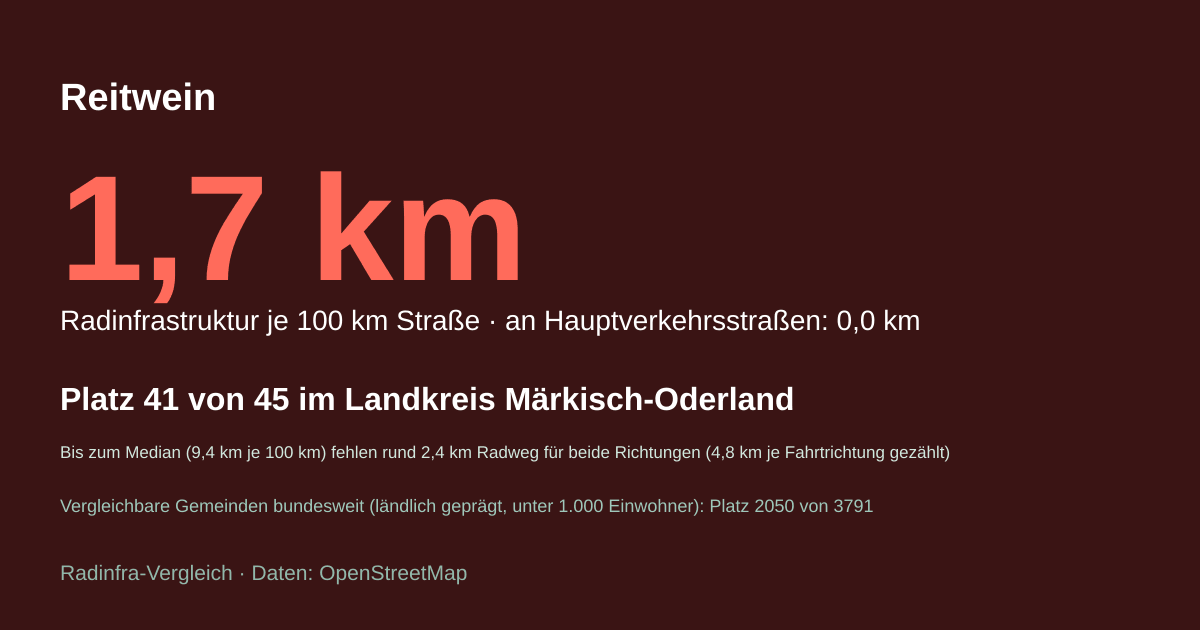 Reitwein
1,7 km
Radinfrastruktur je 100 km Straße · an Hauptverkehrsstraßen: 0,0 km
Platz 41 von 45 im Landkreis Märkisch-Oderland
Bis zum Median (9,4 km je 100 km) fehlen rund 2,4 km Radweg für beide Richtungen (4,8 km je Fahrtrichtung gezählt)
Vergleichbare Gemeinden bundesweit (ländlich geprägt, unter 1.000 Einwohner): Platz 2050 von 3791
Radinfra-Vergleich · Daten: OpenStreetMap